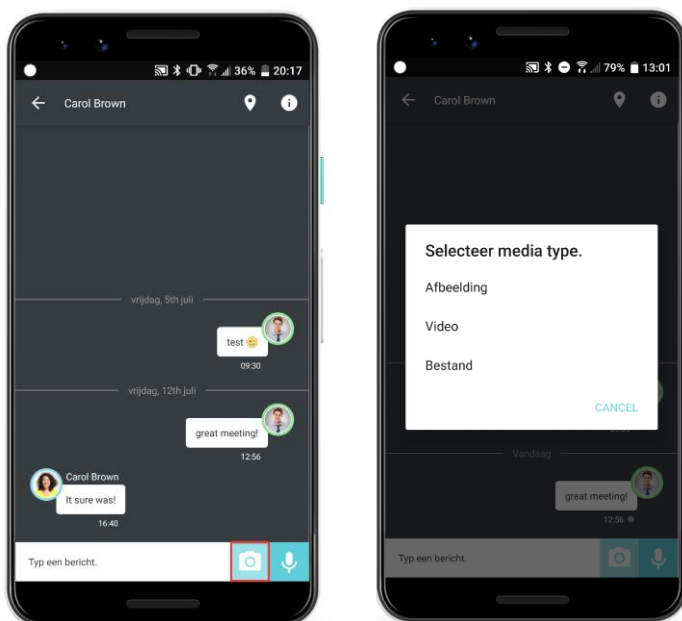 36% 20:17
Carol Brown
vrijdag, 5th juli
test
09:30
vrijdag, 12th juli
great meeting!
12:56
Carol Brown
It sure was!
16:40
Typ een bericht.
79% 13:01
Carol Brown
Selecteer media type.
Afbeelding
Video
Bestand
CANCEL
Vandaag
great meeting!
12:56
Typ een bericht.